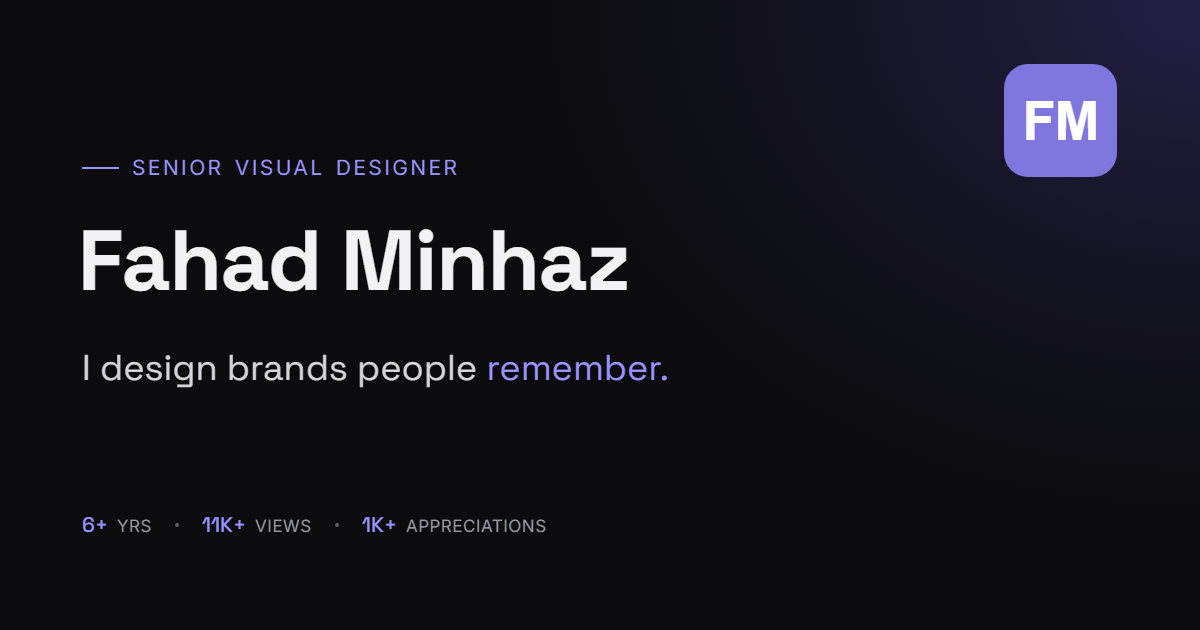 FM
SENIOR VISUAL DESIGNER
Fahad Minhaz
I design brands people remember.
6+ YRS · 11K+ VIEWS · 1K+ APPRECIATIONS